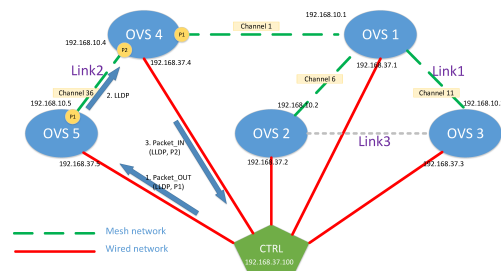 192.168.10.1
OVS 4
P1
Channel 1
OVS 1
192.168.10.4
P2
192.168.37.4
192.168.37.1
Link2
Link1
Channel 36
2. LLDP
Channel 6
Channel 11
192.168.10.5
P1
192.168.10.2
192.168.10.
OVS 5
OVS 2
OVS 3
Link3
3. Packet_IN
(LLDP, P2)
192.168.37.5
192.168.37.2
192.168.37.3
1. Packet_OUT
(LLDP, P1)
Mesh network
Wired network
CTRL
192.168.37.100